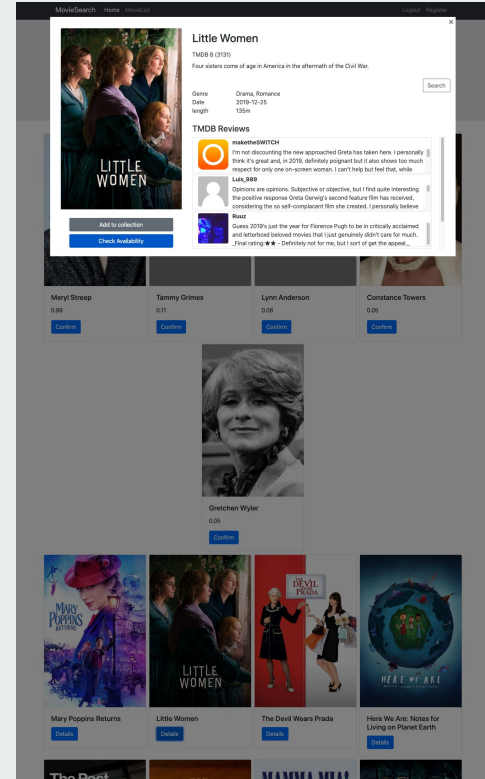 MovieSearch Home MovieList Logout Register
×
Little Women
TMDB 8 (3131)
Four sisters come of age in America in the aftermath of the Civil War.
Search
Genre Drama, Romance
Date 2019-12-25
length 135m
TMDB Reviews
maketheSWITCH
I'm not discounting the new approached Greta has taken here. I personally
think it's great and, in 2019, definitely poignant but it also shows too much
respect for only one on-screen woman. I can't help but feel that, while
Luis_989
Opinions are opinions. Subjective or objective, but I find quite interesting
the positive response Greta Gerwig's second feature film has received,
considering the so self-complacent film she created. I personally believe
Ruuz
Guess 2019's just the year for Florence Pugh to be in critically acclaimed
and letterboxd beloved movies that I just genuinely didn't care for much.
_Final rating:★★ - Definitely not for me, but I sort of get the appeal._
LITTLE
WOMEN
Add to collection
Check Availability
Meryl Streep
0.89
Confirm
Tammy Grimes
0.11
Confirm
Lynn Anderson
0.08
Confirm
Constance Towers
0.05
Confirm
Gretchen Wyler
0.05
Confirm
MARY
POPPINS
RETURNS
LITTLE
WOMEN
THE
DEVIL
WEARS
PRADA
HERE WE ARE
Mary Poppins Returns
Details
Little Women
Details
The Devil Wears Prada
Details
Here We Are: Notes for
Living on Planet Earth
Details
The Post
MAMMA MIA!